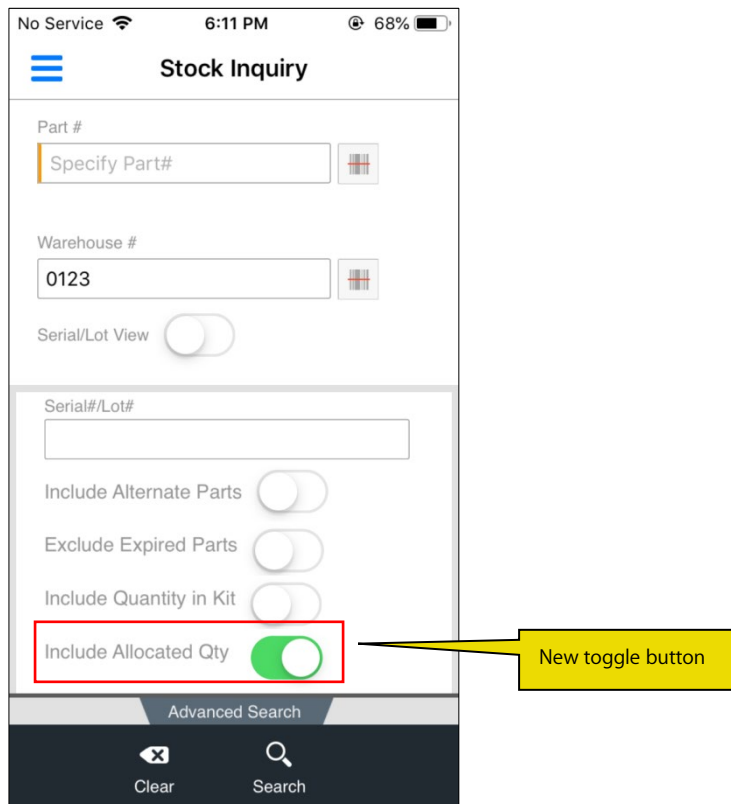 No Service 6:11 PM 68%
Stock Inquiry
Part #
Specify Part#
Warehouse #
0123
Serial/Lot View
Serial#/Lot#
Include Alternate Parts
Exclude Expired Parts
Include Quantity in Kit
Include Allocated Qty
New toggle button
Advanced Search
Clear Search